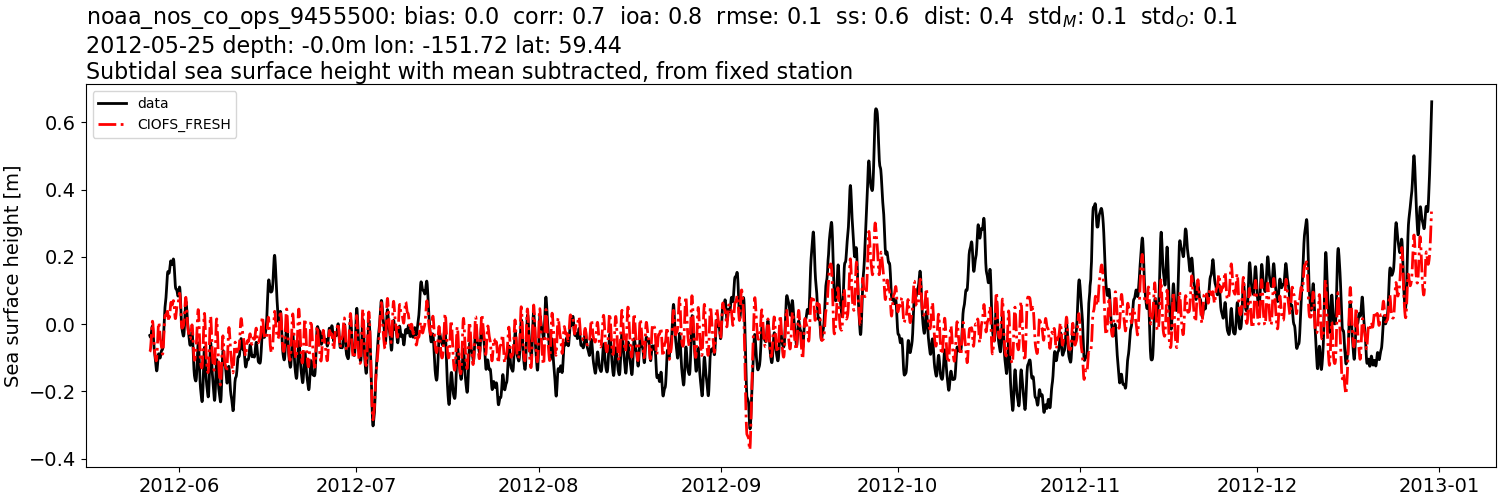 noaa_nos_co_ops_9455500: bias: 0.0 corr: 0.7 ioa: 0.8 rmse: 0.1 ss: 0.6 dist: 0.4 std_M: 0.1 std_O: 0.1
2012-05-25 depth: -0.0m lon: -151.72 lat: 59.44
Subtidal sea surface height with mean subtracted, from fixed station
data
CIOFS_FRESH
Sea surface height [m]
0.6
0.4
0.2
0.0
−0.2
−0.4
2012-06 2012-07 2012-08 2012-09 2012-10 2012-11 2012-12 2013-01